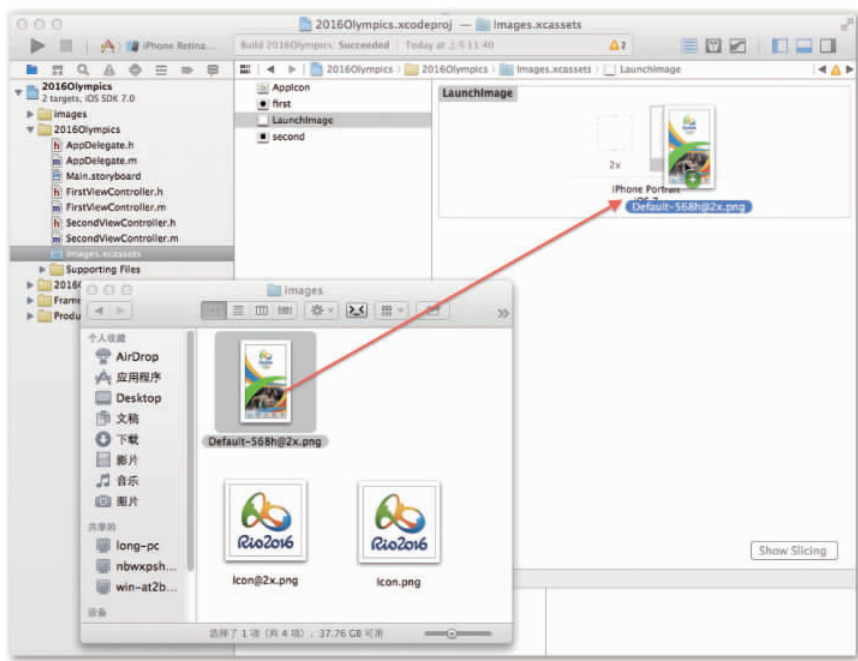 2016Olympics.xcodeproj — Images.xcassets
iPhone Retina...
Build 2016Olympics: Succeeded | Today at 上午11:40
2
2016Olympics
2016Olympics
Images.xcassets
LaunchImage
2016Olympics
2 targets, iOS SDK 7.0
images
2016Olympics
AppDelegate.h
AppDelegate.m
Main.storyboard
FirstViewController.h
FirstViewController.m
SecondViewController.h
SecondViewController.m
Images.xcassets
Supporting Files
2016
Frame
Produ
AppIcon
first
LaunchImage
second
LaunchImage
2x
iPhone Portrait
Default-568h@2x.png
Show Slicing
images
个人收藏
AirDrop
应用程序
Desktop
文稿
下载
影片
音乐
图片
共享的
long-pc
nbwxpsh...
win-at2b...
设备
Default-568h@2x.png
Rio2016
Rio2016
Icon@2x.png
Icon.png
选择了 1 项 (共 4 项) , 37.76 GB 可用